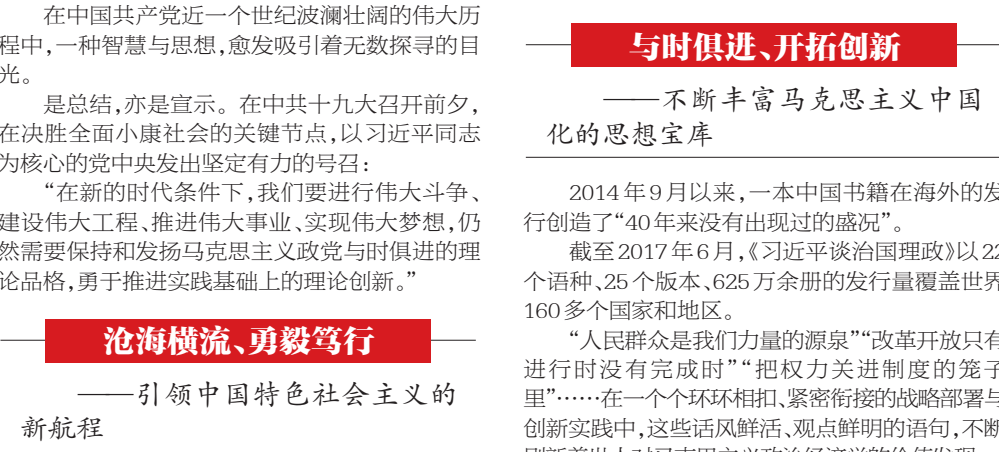 在中国共产党近一个世纪波澜壮阔的伟大历
程中,一种智慧与思想,愈发吸引着无数探寻的目
光。
是总结,亦是宣示。在中共十九大召开前夕,
在决胜全面小康社会的关键节点,以习近平同志
为核心的党中央发出坚定有力的号召:
“在新的时代条件下,我们要进行伟大斗争、
建设伟大工程、推进伟大事业、实现伟大梦想,仍
然需要保持和发扬马克思主义政党与时俱进的理
论品格,勇于推进实践基础上的理论创新。”
沧海横流、勇毅笃行
——引领中国特色社会主义的
新航程
与时俱进、开拓创新
——不断丰富马克思主义中国
化的思想宝库
2014年9月以来,一本中国书籍在海外的发
行创造了“40年来没有出现过的盛况”。
截至2017年6月,《习近平谈治国理政》以22
个语种、25个版本、625万余册的发行量覆盖世界
160多个国家和地区。
“人民群众是我们力量的源泉”“改革开放只有
进行时没有完成时”“把权力关进制度的笼子
里”……在一个个环环相扣、紧密衔接的战略部署与
创新实践中,这些话风鲜活、观点鲜明的语句,不断